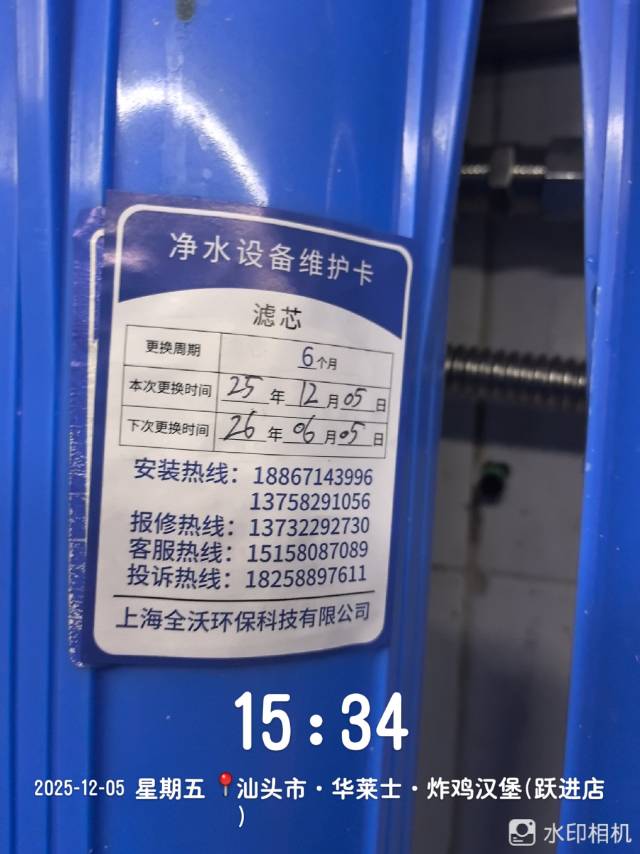 净水设备维护卡
滤芯
更换周期 6个月
本次更换时间 25年12月05日
下次更换时间 26年06月05日
安装热线：18867143996
13758291056
报修热线：13732292730
客服热线：15158087089
投诉热线：18258897611
上海全沃环保科技有限公司
15:34
2025-12-05 星期五 📍汕头市·华莱士·炸鸡汉堡(跃进店
)
水印相机